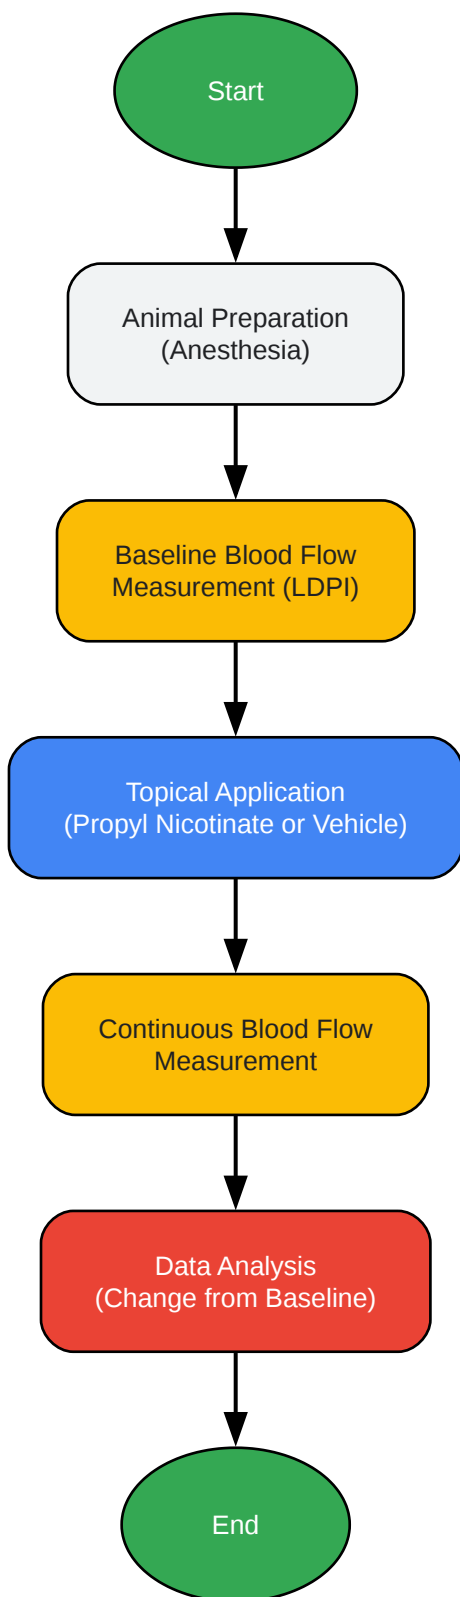 Start
Animal Preparation
(Anesthesia)
Baseline Blood Flow
Measurement (LDPI)
Topical Application
(Propyl Nicotinate or Vehicle)
Continuous Blood Flow
Measurement
Data Analysis
(Change from Baseline)
End